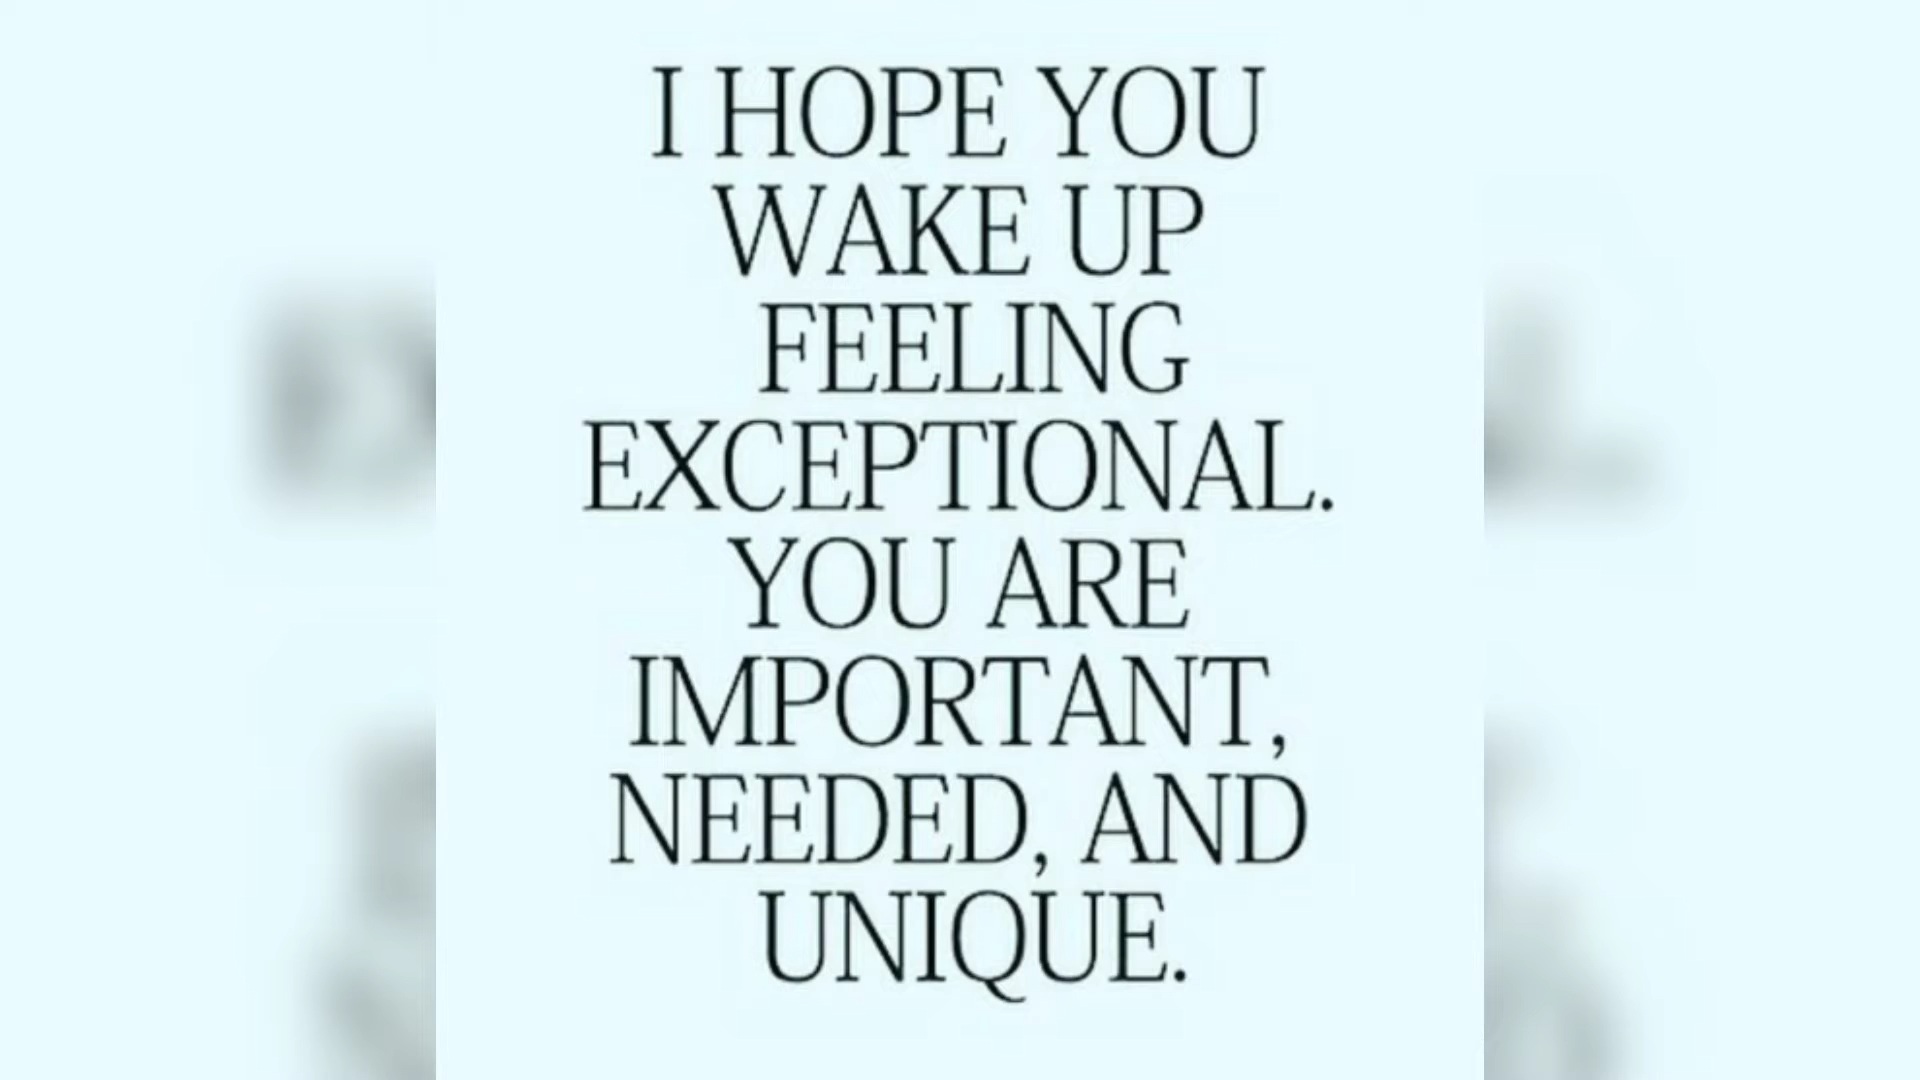 I HOPE YOU
WAKE UP
FEELING
EXCEPTIONAL.
YOU ARE
IMPORTANT,
NEEDED, AND
UNIQUE.